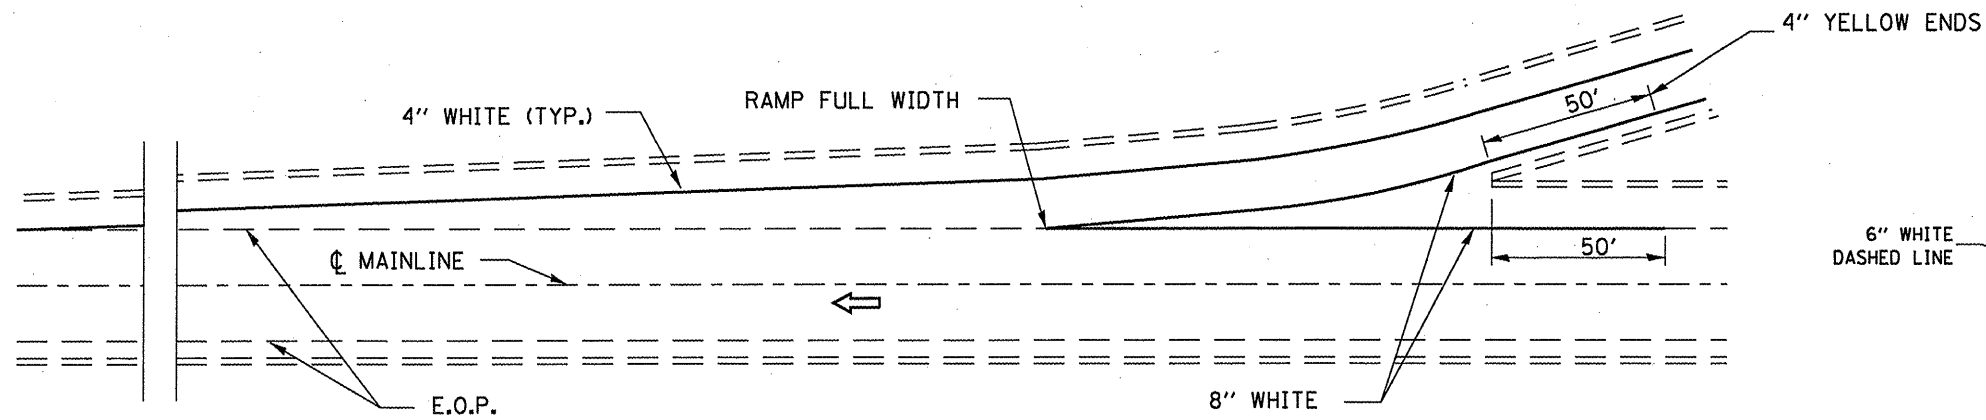 4'' YELLOW ENDS
4'' WHITE (TYP.)
RAMP FULL WIDTH
50'
℄ MAINLINE
50'
6'' WHITE
DASHED LINE
E.O.P.
8'' WHITE